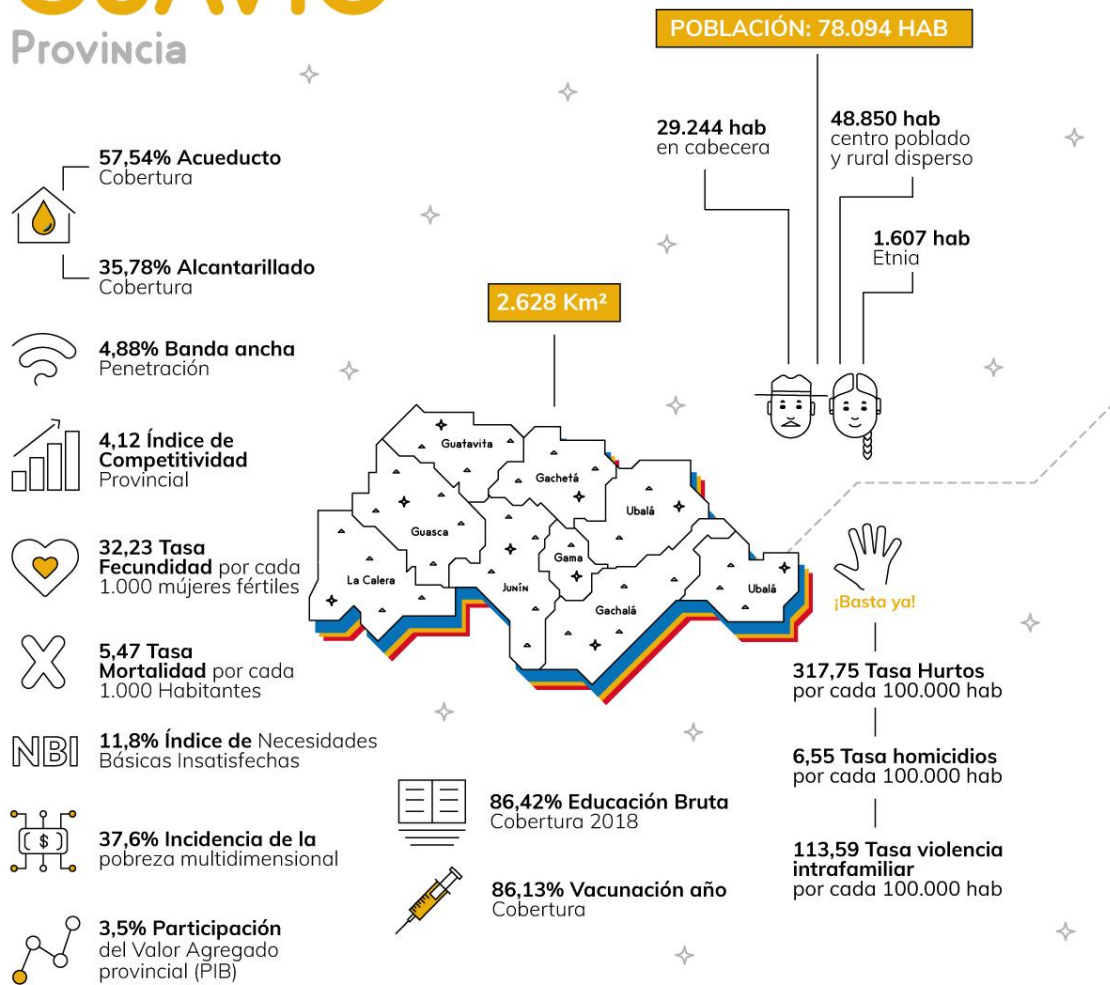 GUAVIO
Provincia
POBLACIÓN: 78.094 HAB
29.244 hab
en cabecera
48.850 hab
centro poblado
y rural disperso
1.607 hab
Etnia
57,54% Acueducto
Cobertura
35,78% Alcantarillado
Cobertura
4,88% Banda ancha
Penetración
4,12 Índice de
Competitividad
Provincial
32,23 Tasa
Fecundidad por cada
1.000 mújeres fértiles
5,47 Tasa
Mortalidad por cada
1.000 Habitantes
NBI
11,8% Índice de Necesidades
Básicas Insatisfechas
$
37,6% Incidencia de la
pobreza multidimensional
3,5% Participación
del Valor Agregado
provincial (PIB)
2.628 Km²
Guatavita
Gachetá
Ubalá
Guasca
Gama
La Calera
Junín
Gachalá
Ubalá
86,42% Educación Bruta
Cobertura 2018
86,13% Vacunación año
Cobertura
¡Basta ya!
317,75 Tasa Hurtos
por cada 100.000 hab
6,55 Tasa homicidios
por cada 100.000 hab
113,59 Tasa violencia
intrafamiliar
por cada 100.000 hab